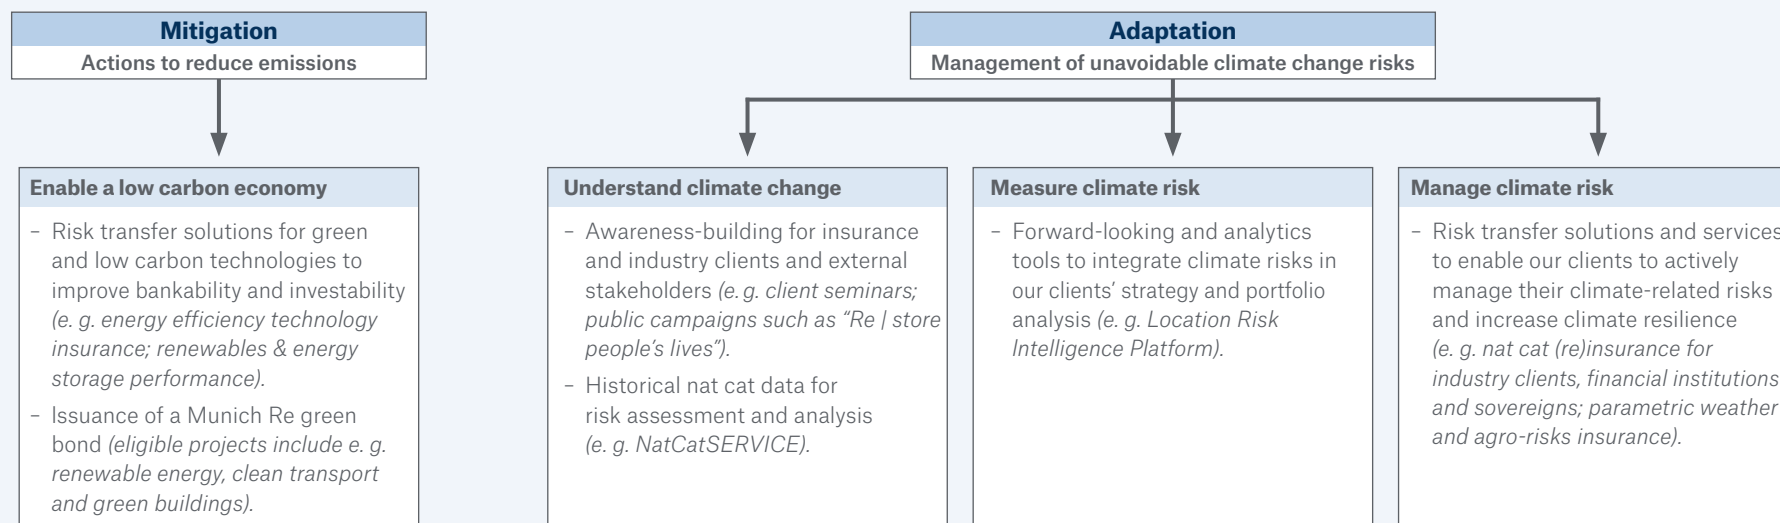 Mitigation
Actions to reduce emissions
Adaptation
Management of unavoidable climate change risks
Enable a low carbon economy
– Risk transfer solutions for green
and low carbon technologies to
improve bankability and investability
(e. g. energy efficiency technology
insurance; renewables & energy
storage performance).
– Issuance of a Munich Re green
bond (eligible projects include e. g.
renewable energy, clean transport
and green buildings).
Understand climate change
– Awareness-building for insurance
and industry clients and external
stakeholders (e. g. client seminars;
public campaigns such as “Re | store
people’s lives”).
– Historical nat cat data for
risk assessment and analysis
(e. g. NatCatSERVICE).
Measure climate risk
– Forward-looking and analytics
tools to integrate climate risks in
our clients’ strategy and portfolio
analysis (e. g. Location Risk
Intelligence Platform).
Manage climate risk
– Risk transfer solutions and services
to enable our clients to actively
manage their climate-related risks
and increase climate resilience
(e. g. nat cat (re)insurance for
industry clients, financial institutions
and sovereigns; parametric weather
and agro-risks insurance).